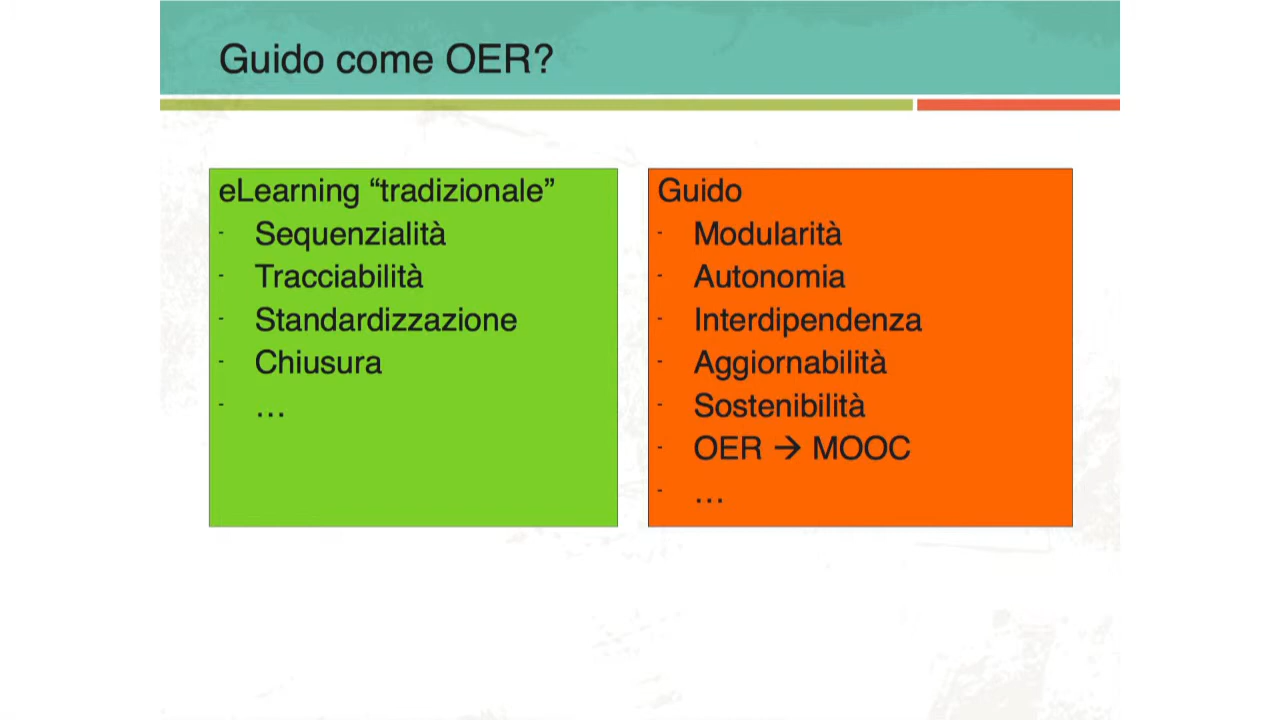 Guido come OER?
eLearning “tradizionale”
- Sequenzialità
- Tracciabilità
- Standardizzazione
- Chiusura
- …
Guido
- Modularità
- Autonomia
- Interdipendenza
- Aggiornabilità
- Sostenibilità
- OER → MOOC
- …